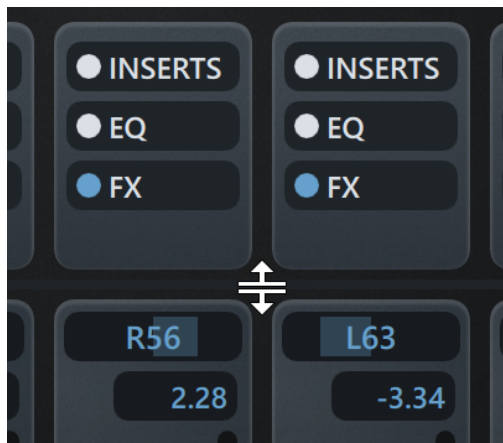 INSERTS INSERTS
EQ EQ
FX FX
R56 L63
2.28 -3.34